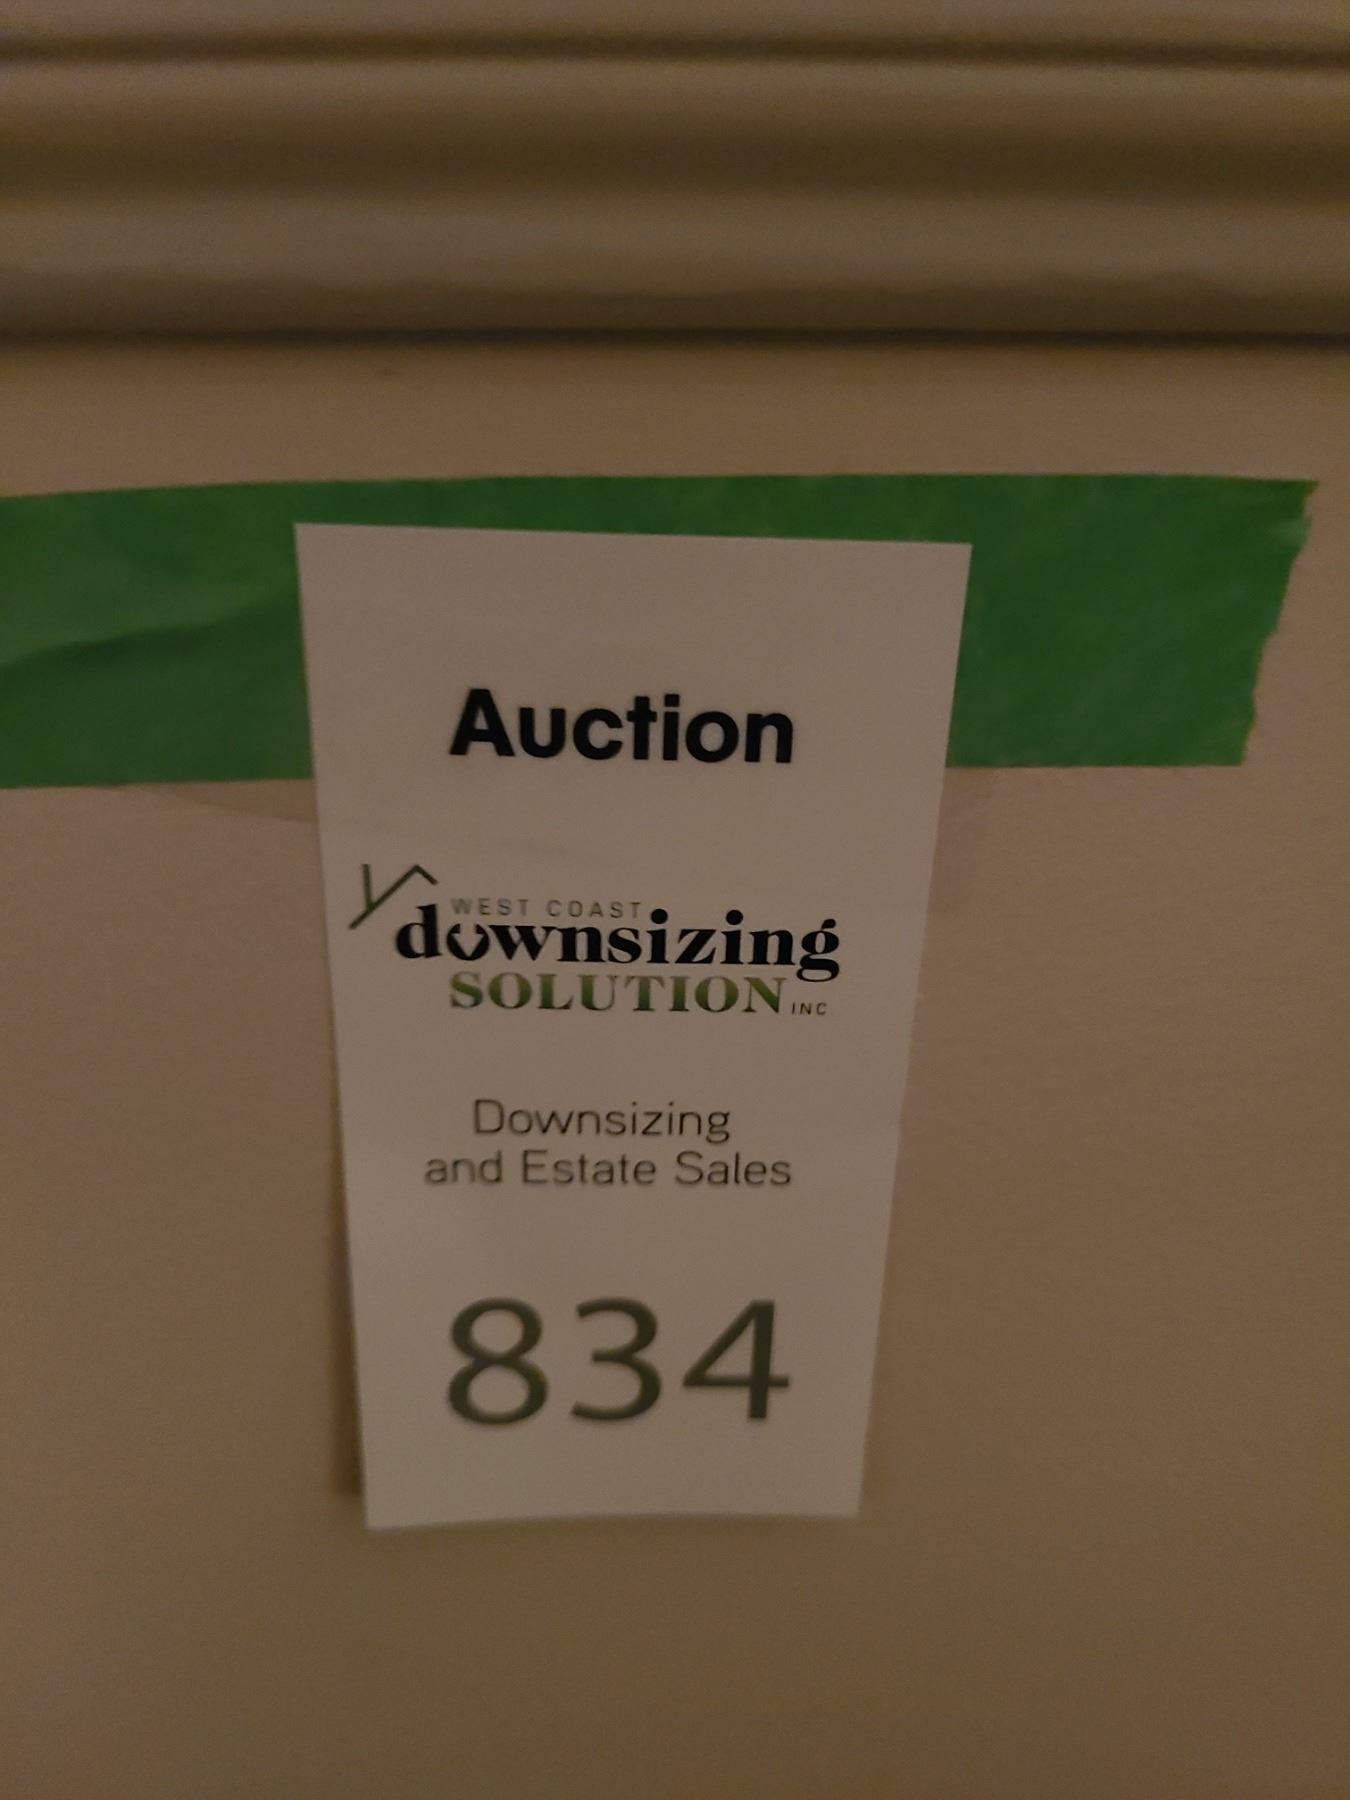 Auction
WEST COAST
downsizing
SOLUTION INC
Downsizing
and Estate Sales
834